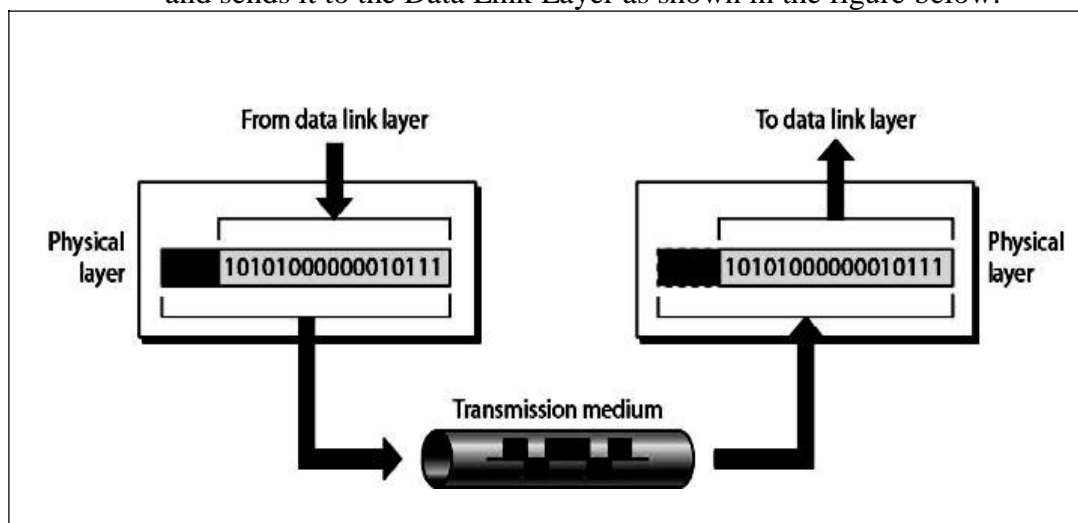 and sends it to the Data Link Layer as shown in the figure below:
From data link layer
To data link layer
Physical
layer
10101000000010111
10101000000010111
Physical
layer
Transmission medium